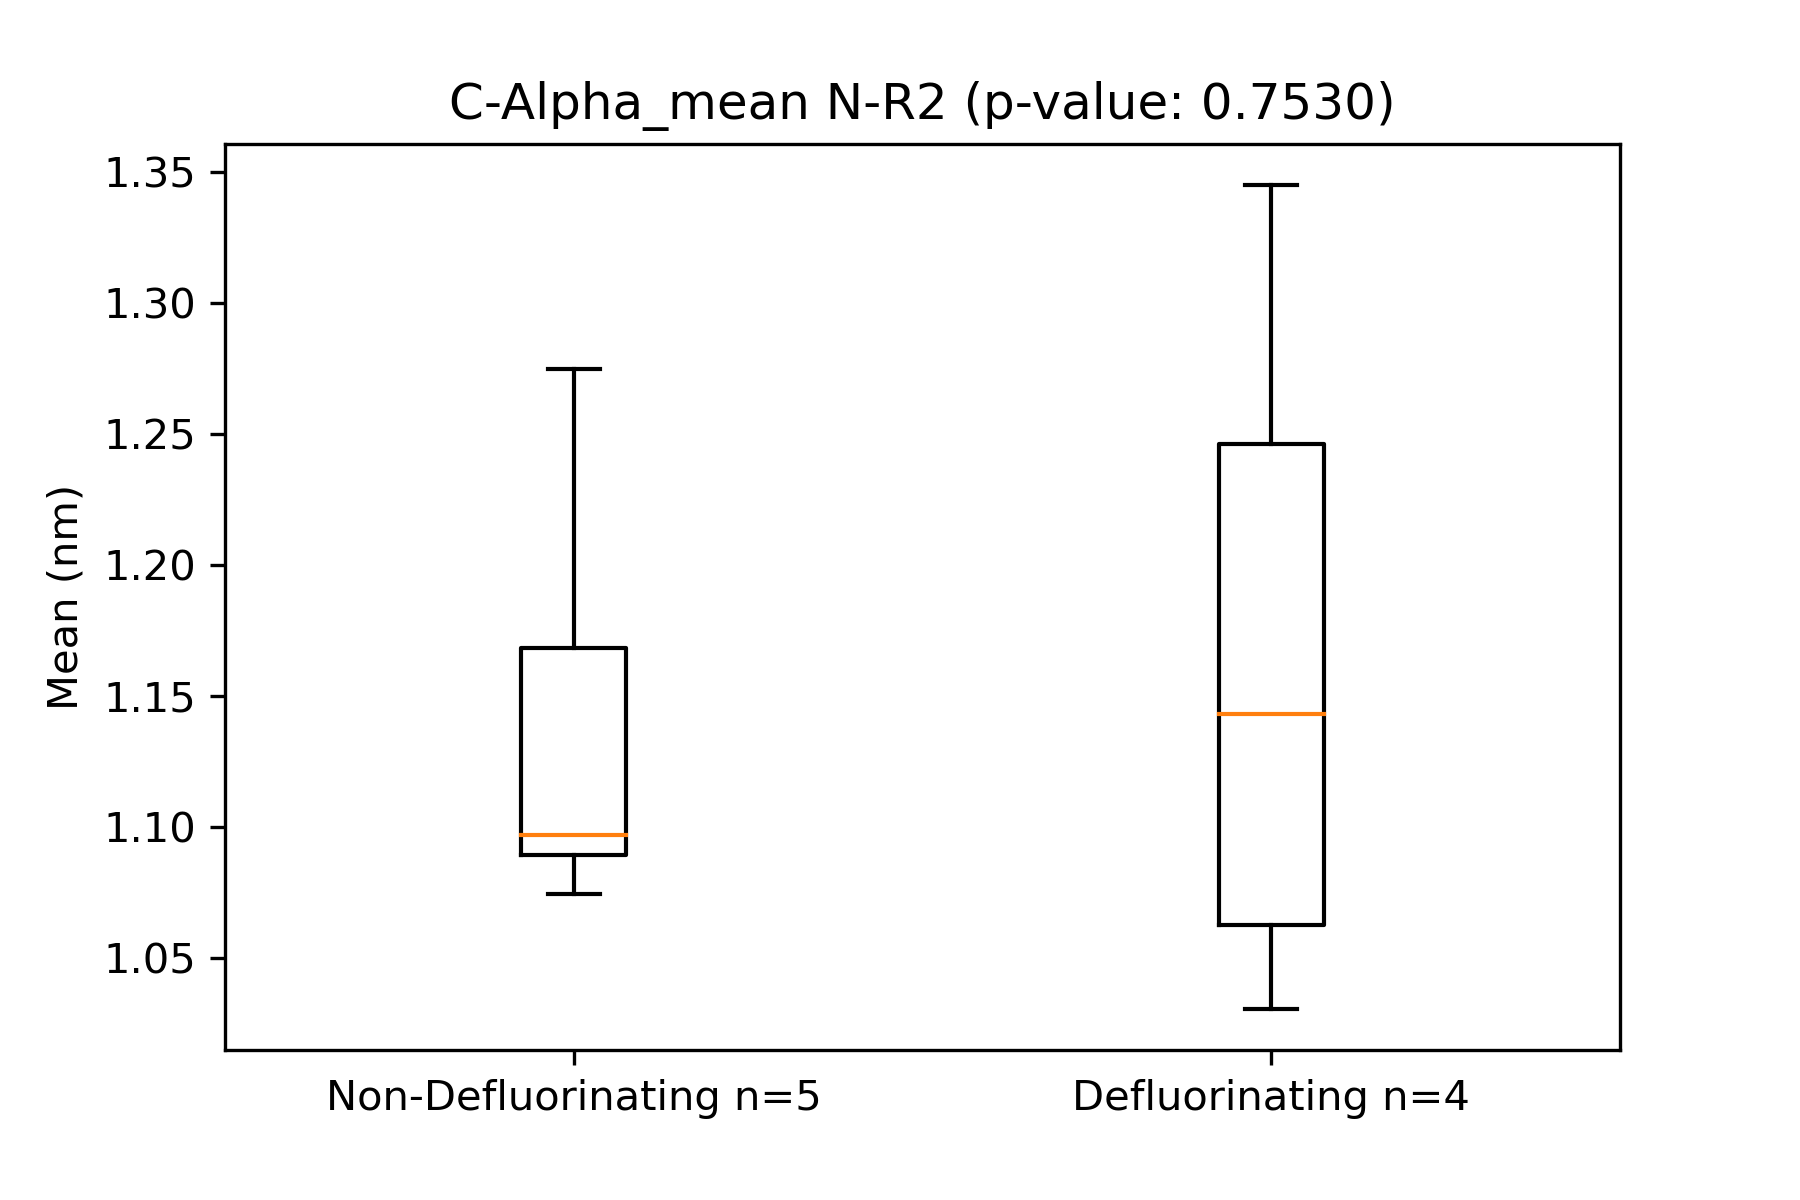 C-Alpha_mean N-R2 (p-value: 0.7530)
Mean (nm)
1.35
1.30
1.25
1.20
1.15
1.10
1.05
Non-Defluorinating n=5
Defluorinating n=4